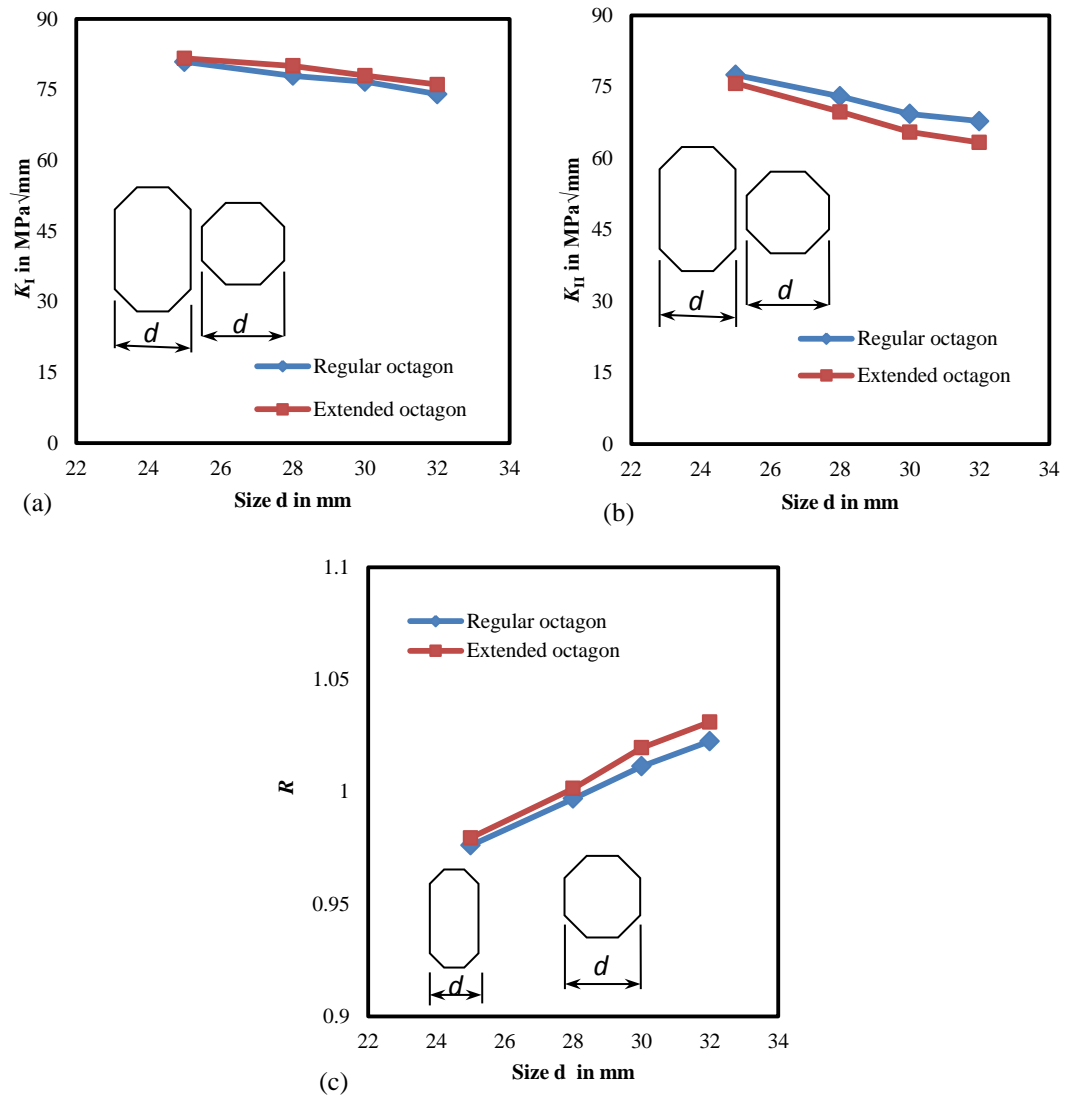 90
75
60
45
30
15
0
K_I in MPa√mm
d
d
Regular octagon
Extended octagon
22 24 26 28 30 32 34
Size d in mm
(a)
90
75
60
45
30
15
0
K_II in MPa√mm
d
d
Regular octagon
Extended octagon
22 24 26 28 30 32 34
Size d in mm
(b)
1.1
1.05
1
0.95
0.9
R
Regular octagon
Extended octagon
d
d
22 24 26 28 30 32 34
Size d in mm
(c)